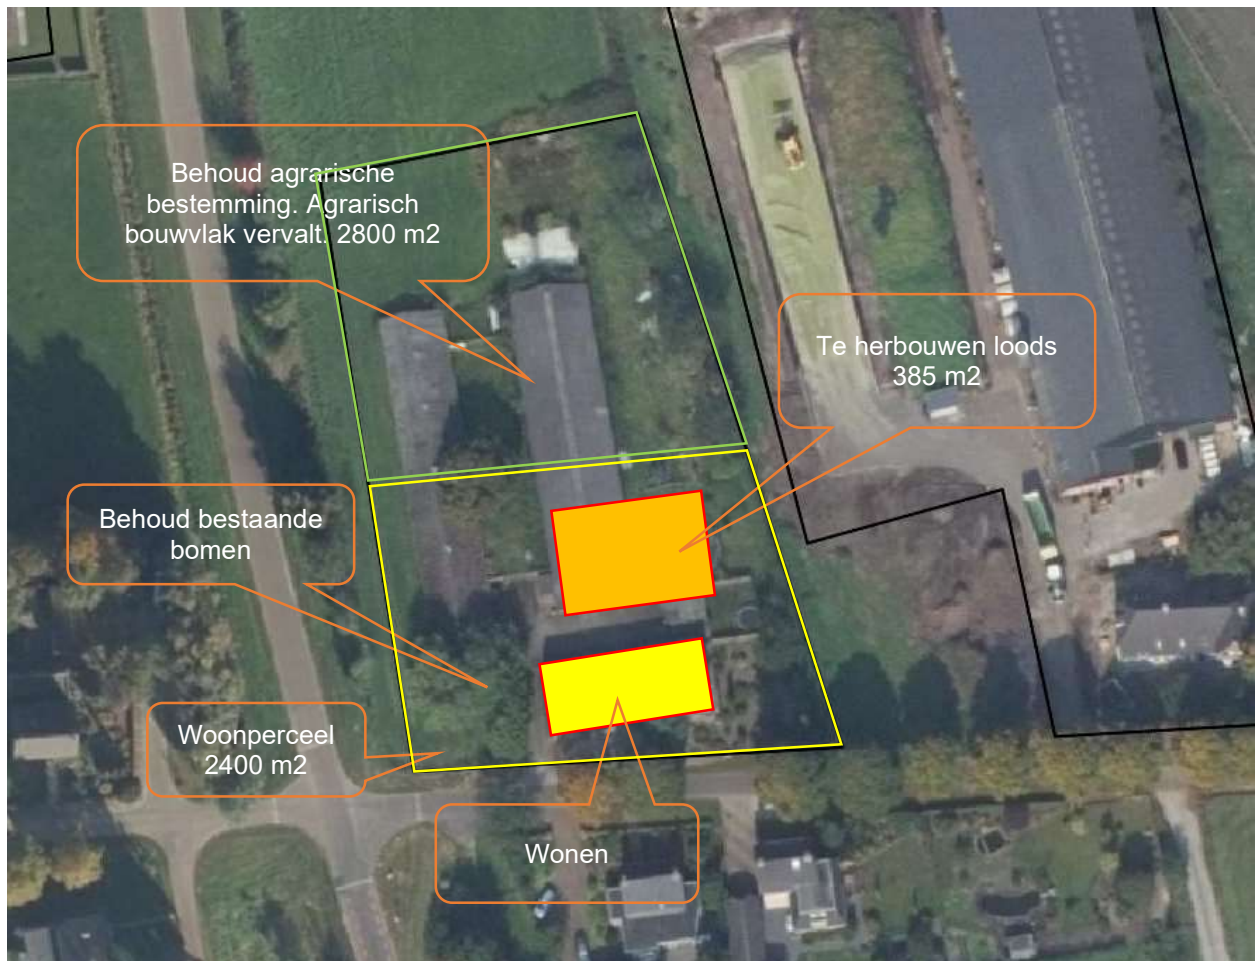 Behoud agrarische
bestemming. Agrarisch
bouwvlak vervalt. 2800 m2
Te herbouwen loods
385 m2
Behoud bestaande
bomen
Woonperceel
2400 m2
Wonen